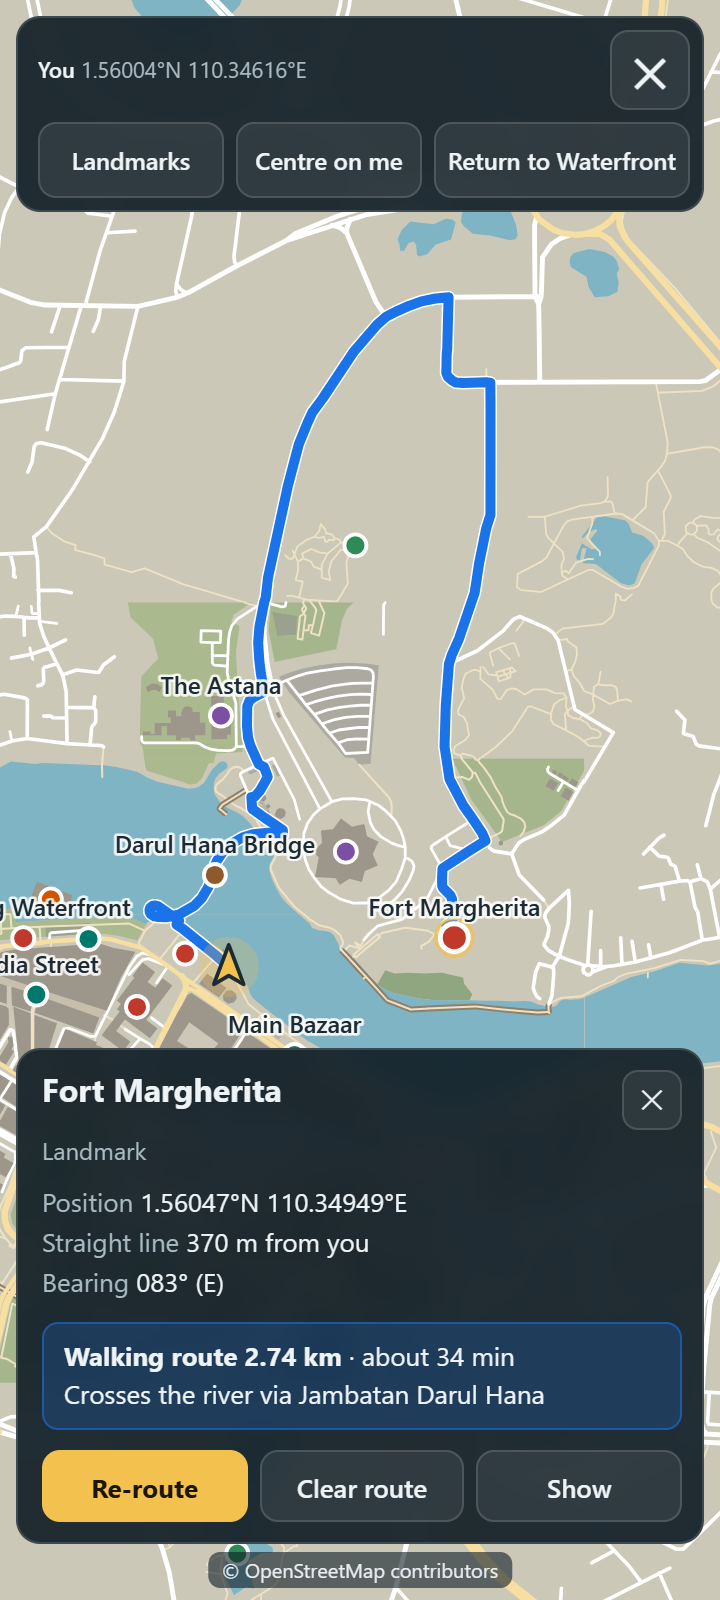 You 1.56004°N 110.34616°E
Landmarks
Centre on me
Return to Waterfront
The Astana
Darul Hana Bridge
g Waterfront
Fort Margherita
dia Street
Main Bazaar
Fort Margherita
Landmark
Position 1.56047°N 110.34949°E
Straight line 370 m from you
Bearing 083° (E)
Walking route 2.74 km · about 34 min
Crosses the river via Jambatan Darul Hana
Re-route
Clear route
Show
© OpenStreetMap contributors